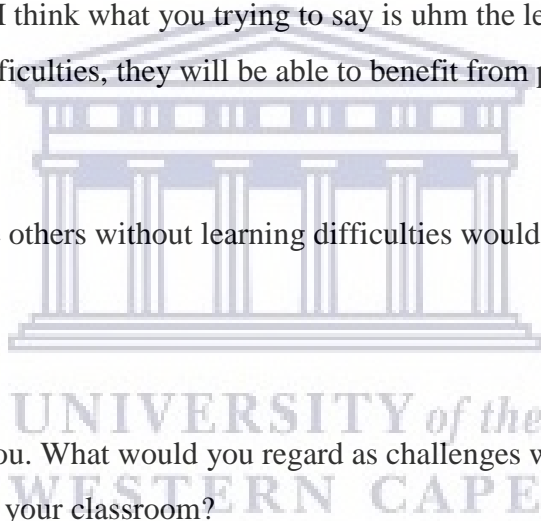 I think what you trying to say is uhm the le
ficulties, they will be able to benefit from p
others without learning difficulties would
UNIVERSITY of the
ou. What would you regard as challenges w
WESTERN CAPE
your classroom?